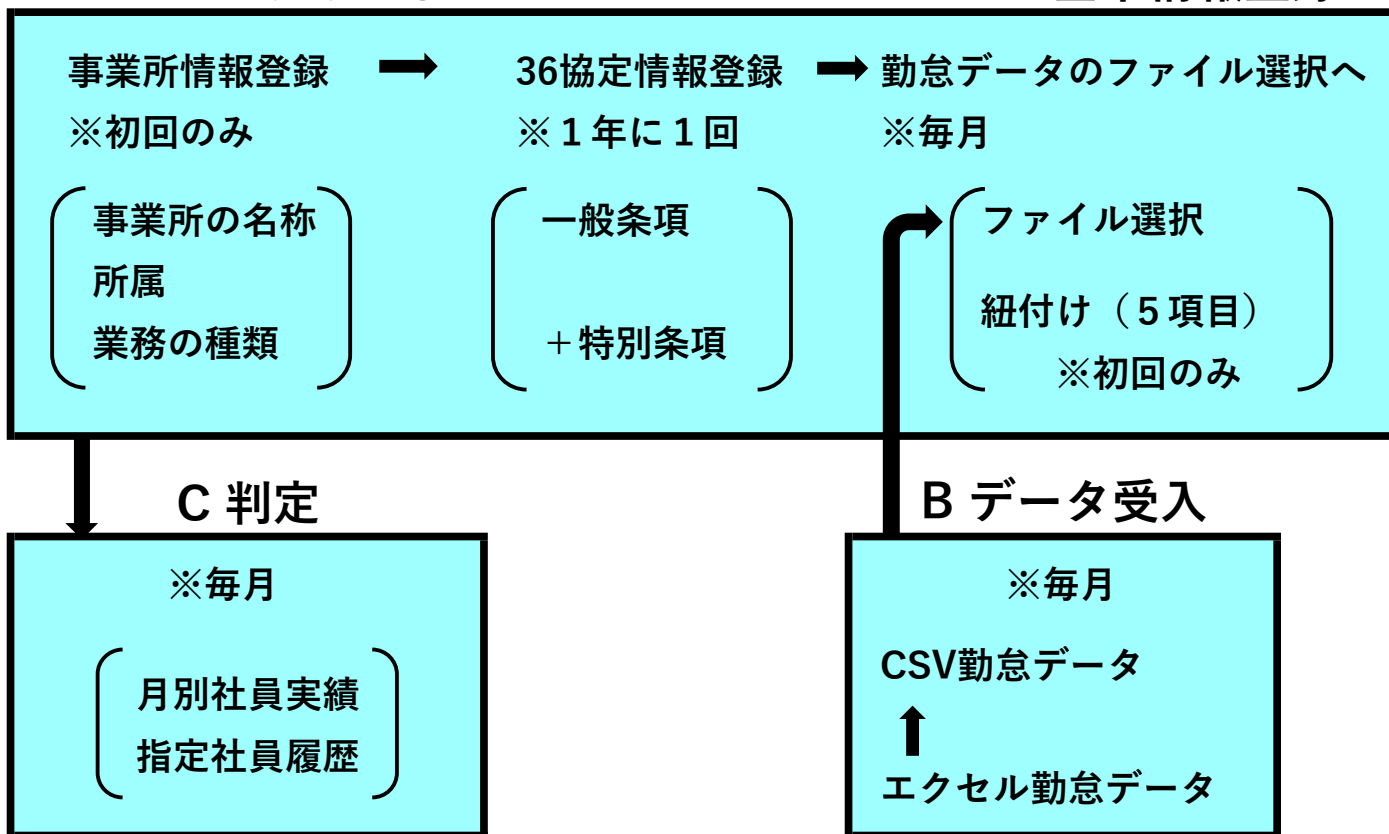 事業所情報登録 ➡ 36協定情報登録 ➡ 勤怠データのファイル選択へ
※初回のみ ※１年に１回 ※毎月
事業所の名称 一般条項 ファイル選択
所属
紐付け（５項目）
業務の種類 ＋特別条項
※初回のみ
C 判定 B データ受入
※毎月 ※毎月
CSV勤怠データ
月別社員実績
指定社員履歴
エクセル勤怠データ